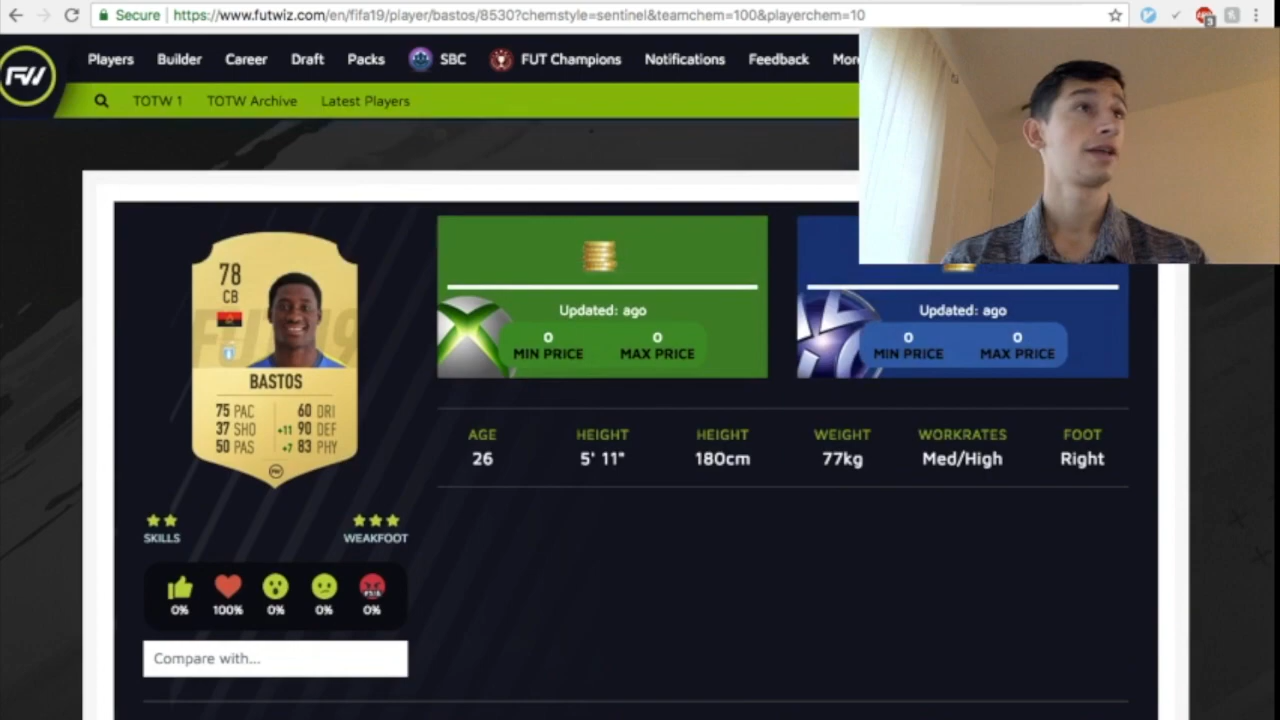 Secure https://www.futwiz.com/en/fifa19/player/bastos/8530?chemstyle=sentinel&teamchem=100&playerchem=10
FW
Players Builder Career Draft Packs SBC FUT Champions Notifications Feedback Mor
TOTW 1 TOTW Archive Latest Players
78
CB
BASTOS
75 PAC 60 DRI
37 SHO +11 90 DEF
50 PAS +7 83 PHY
Updated: ago
0 0
MIN PRICE MAX PRICE
Updated: ago
0 0
MIN PRICE MAX PRICE
AGE HEIGHT HEIGHT WEIGHT WORKRATES FOOT
26 5' 11" 180cm 77kg Med/High Right
SKILLS WEAKFOOT
0% 100% 0% 0% 0%
Compare with...